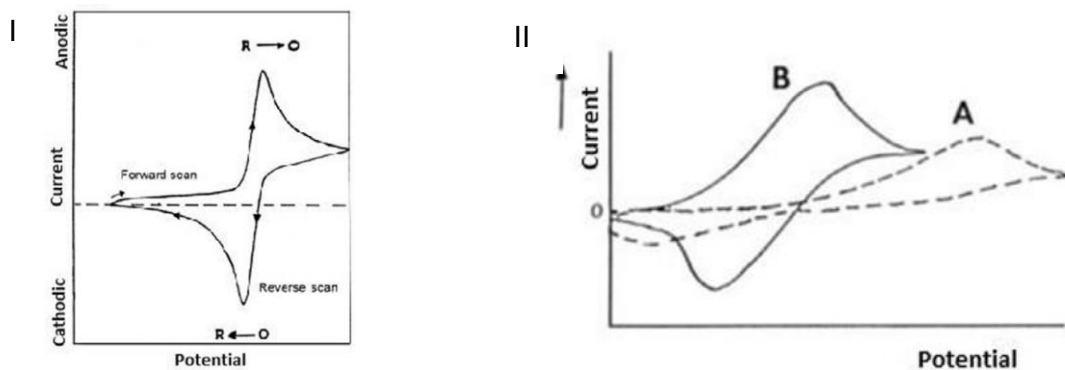 I
Anodic
Current
Cathodic
R → O
Forward scan
Reverse scan
R ← O
Potential
II
Current
0
B
A
Potential